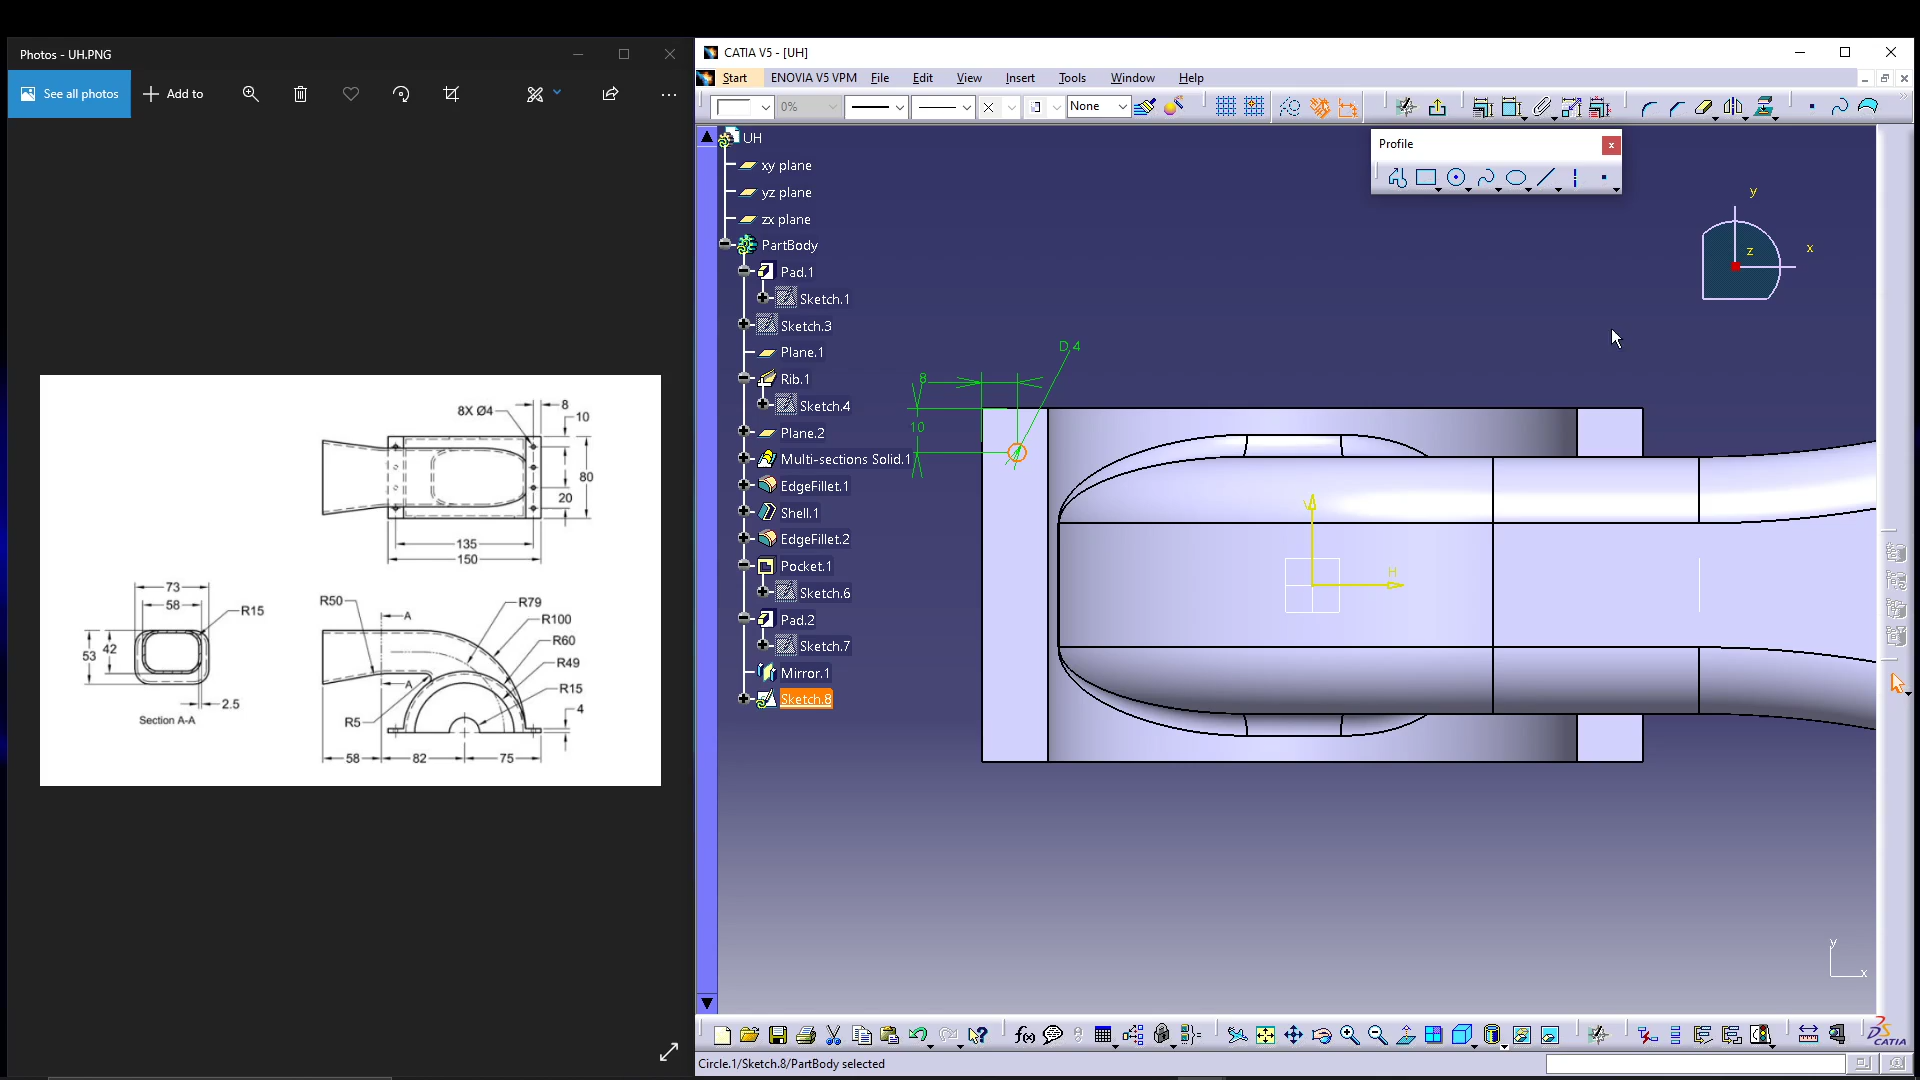 Photos - UH.PNG
See all photos
Add to
8X Ø4
8
10
80
20
135
150
73
58
R15
53
42
2.5
Section A-A
R50
A
R79
R100
R60
R49
R15
4
A
R5
58
82
75
CATIA V5 - [UH]
Start
ENOVIA V5 VPM
File
Edit
View
Insert
Tools
Window
Help
0%
None
Profile
UH
xy plane
yz plane
zx plane
PartBody
Pad.1
Sketch.1
Sketch.3
Plane.1
Rib.1
Sketch.4
Plane.2
Multi-sections Solid.1
EdgeFillet.1
Shell.1
EdgeFillet.2
Pocket.1
Sketch.6
Pad.2
Sketch.7
Mirror.1
Sketch.8
D 4
8
10
V
H
y
x
z
y
x
CATIA
Circle.1/Sketch.8/PartBody selected